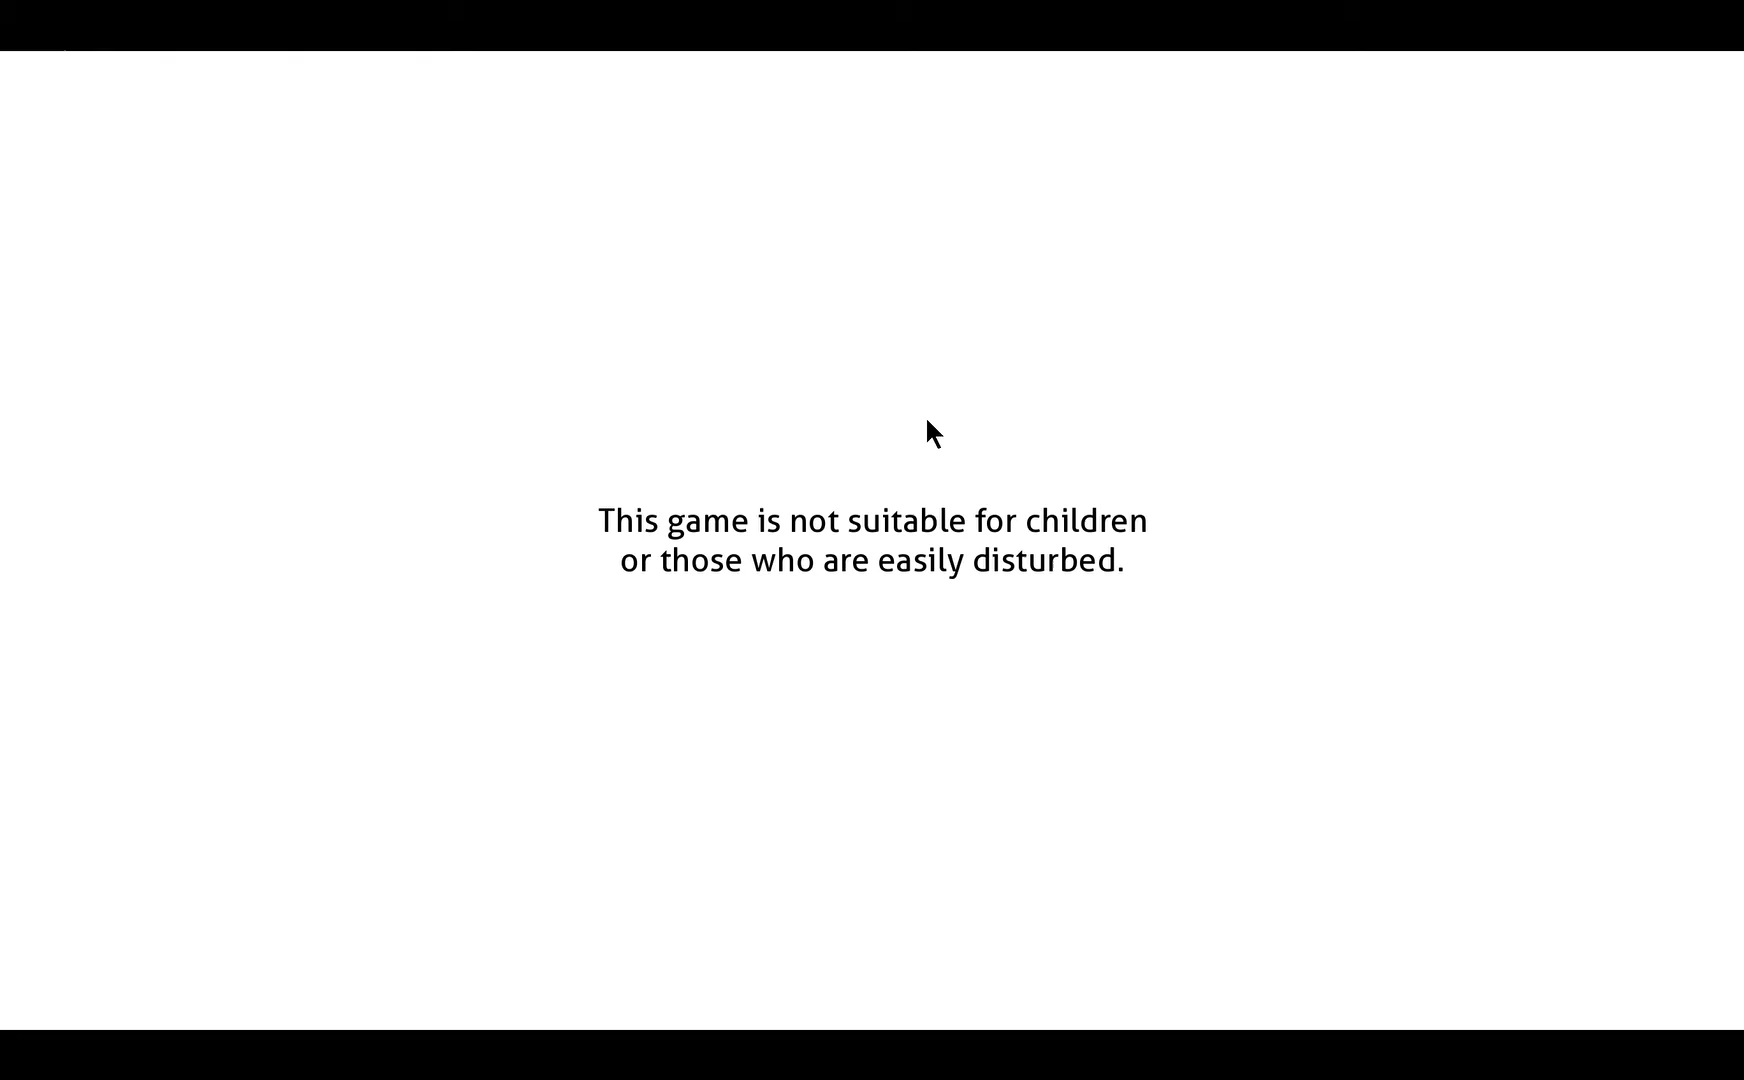 This game is not suitable for children
or those who are easily disturbed.